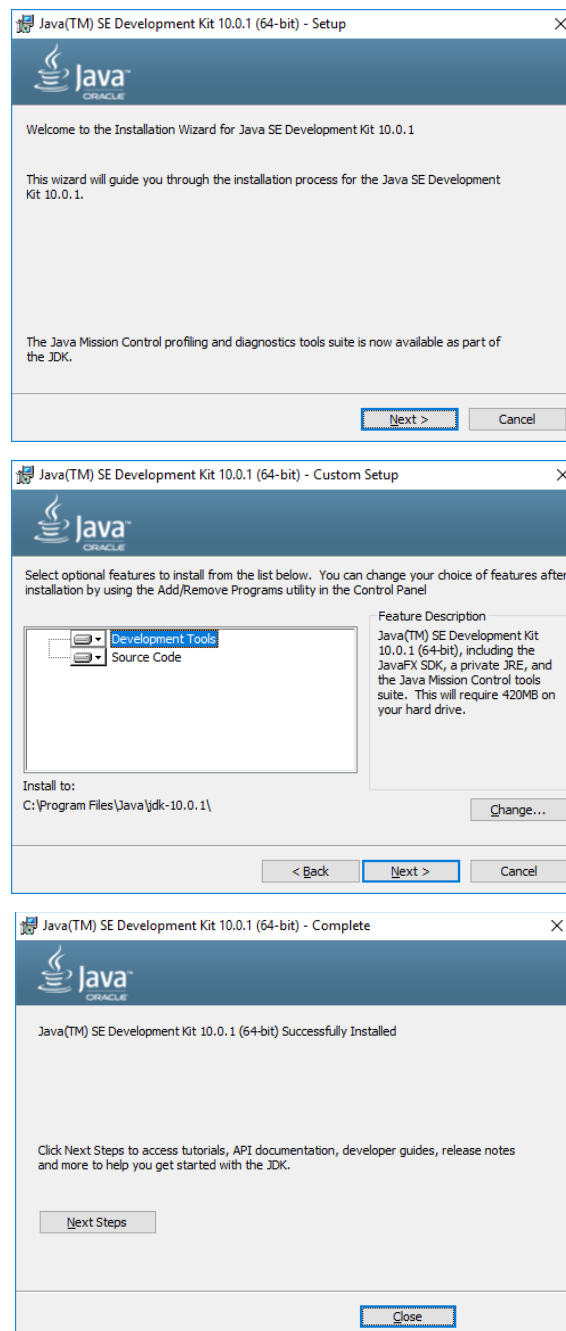 Java(TM) SE Development Kit 10.0.1 (64-bit) - Setup
Java™
ORACLE
Welcome to the Installation Wizard for Java SE Development Kit 10.0.1
This wizard will guide you through the installation process for the Java SE Development
Kit 10.0.1.
The Java Mission Control profiling and diagnostics tools suite is now available as part of
the JDK.
Next >
Cancel
Java(TM) SE Development Kit 10.0.1 (64-bit) - Custom Setup
Java™
ORACLE
Select optional features to install from the list below. You can change your choice of features after
installation by using the Add/Remove Programs utility in the Control Panel
Development Tools
Source Code
Feature Description
Java(TM) SE Development Kit
10.0.1 (64-bit), including the
JavaFX SDK, a private JRE, and
the Java Mission Control tools
suite. This will require 420MB on
your hard drive.
Install to:
C:\Program Files\Java\jdk-10.0.1\
Change...
< Back
Next >
Cancel
Java(TM) SE Development Kit 10.0.1 (64-bit) - Complete
Java™
ORACLE
Java(TM) SE Development Kit 10.0.1 (64-bit) Successfully Installed
Click Next Steps to access tutorials, API documentation, developer guides, release notes
and more to help you get started with the JDK.
Next Steps
Close